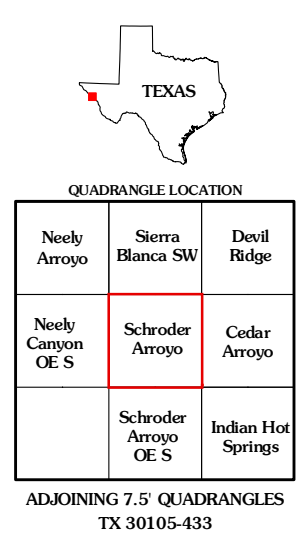 TEXAS
QUADRANGLE LOCATION
Neely
Arroyo
Sierra
Blanca SW
Devil
Ridge
Neely
Canyon
OE S
Schroder
Arroyo
Cedar
Arroyo
Schroder
Arroyo
OE S
Indian Hot
Springs
ADJOINING 7.5' QUADRANGLES
TX 30105-433